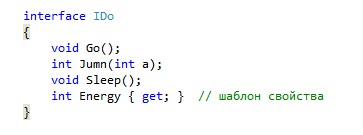 interface IDo
{
    void Go();
    int Jumn(int a);
    void Sleep();
    int Energy { get; }  // шаблон свойства
}